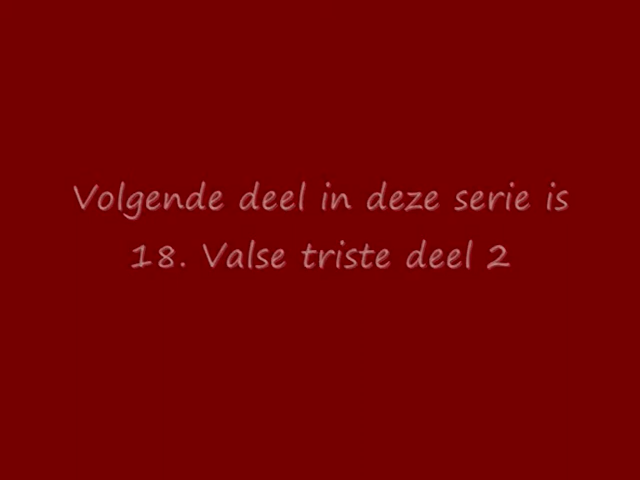 Volgende deel in deze serie is
18. Valse triste deel 2